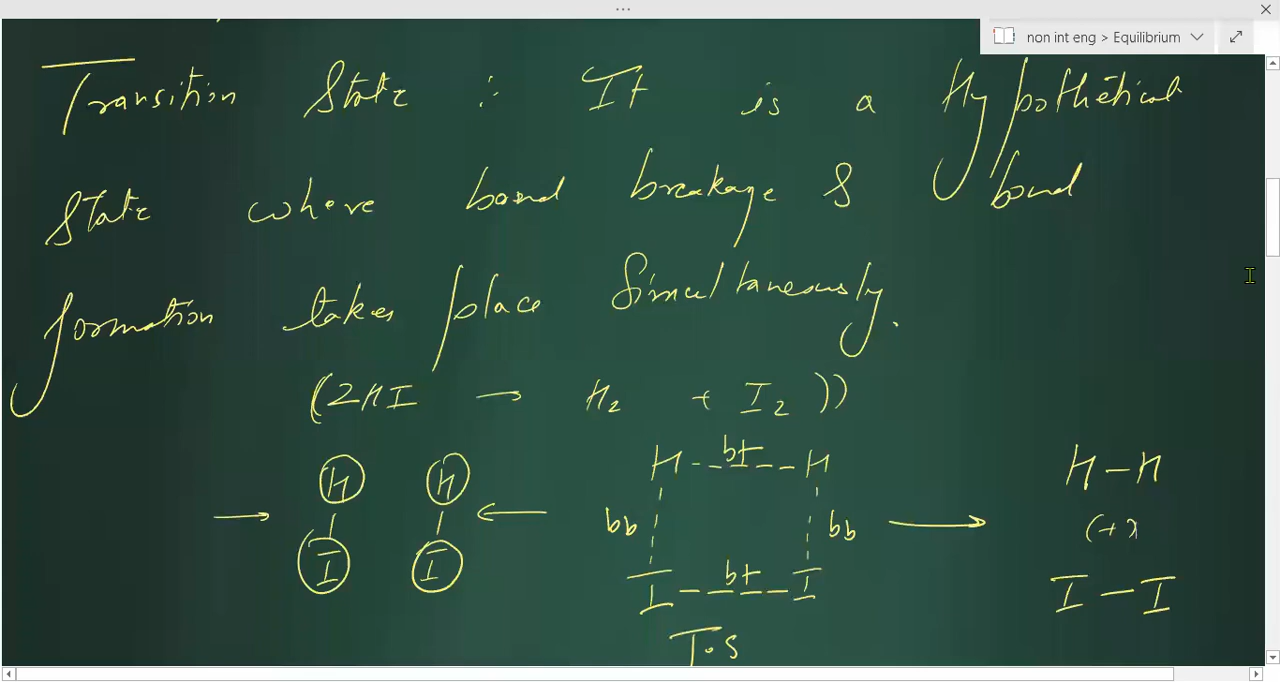 non int eng > Equilibrium
Transition State : It is a Hypothetical
State where bond breakage & bond
formation takes place Simultaneously.
((2HI → H2 + I2))
H H H bf H H-H
bb bb (+)
I I I bf I I-I
T.S